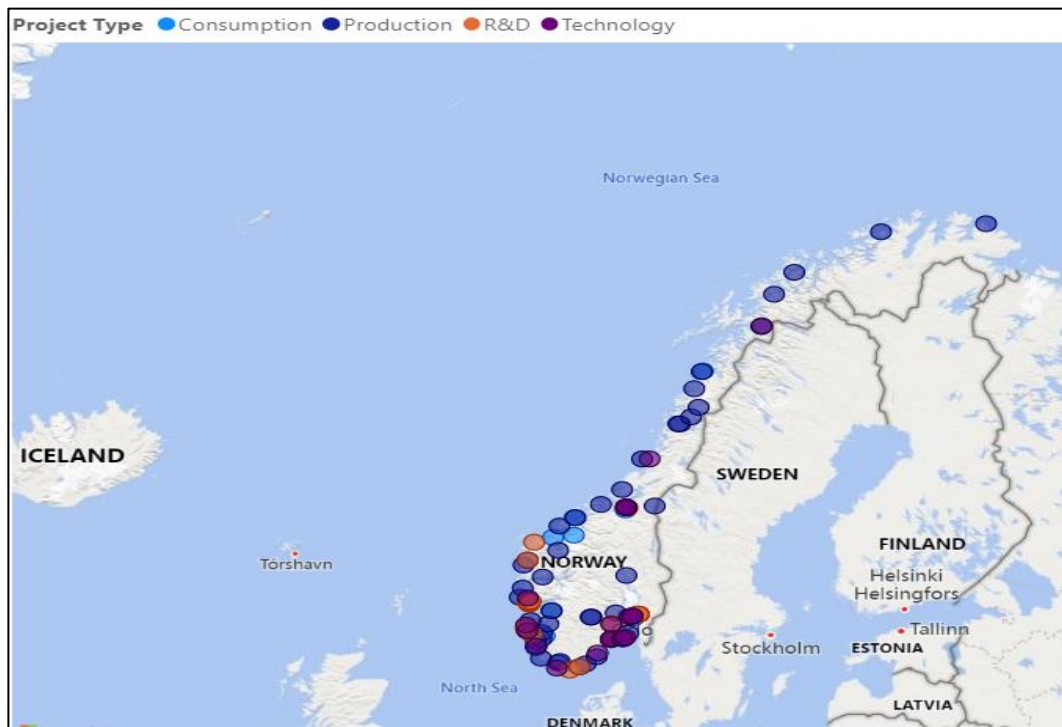 Project Type Consumption Production R&D Technology
Norwegian Sea
ICELAND
SWEDEN
Tórshavn
NORWAY
FINLAND
Helsinki
Helsingfors
Tallinn
Stockholm
ESTONIA
North Sea
LATVIA
DENMARK